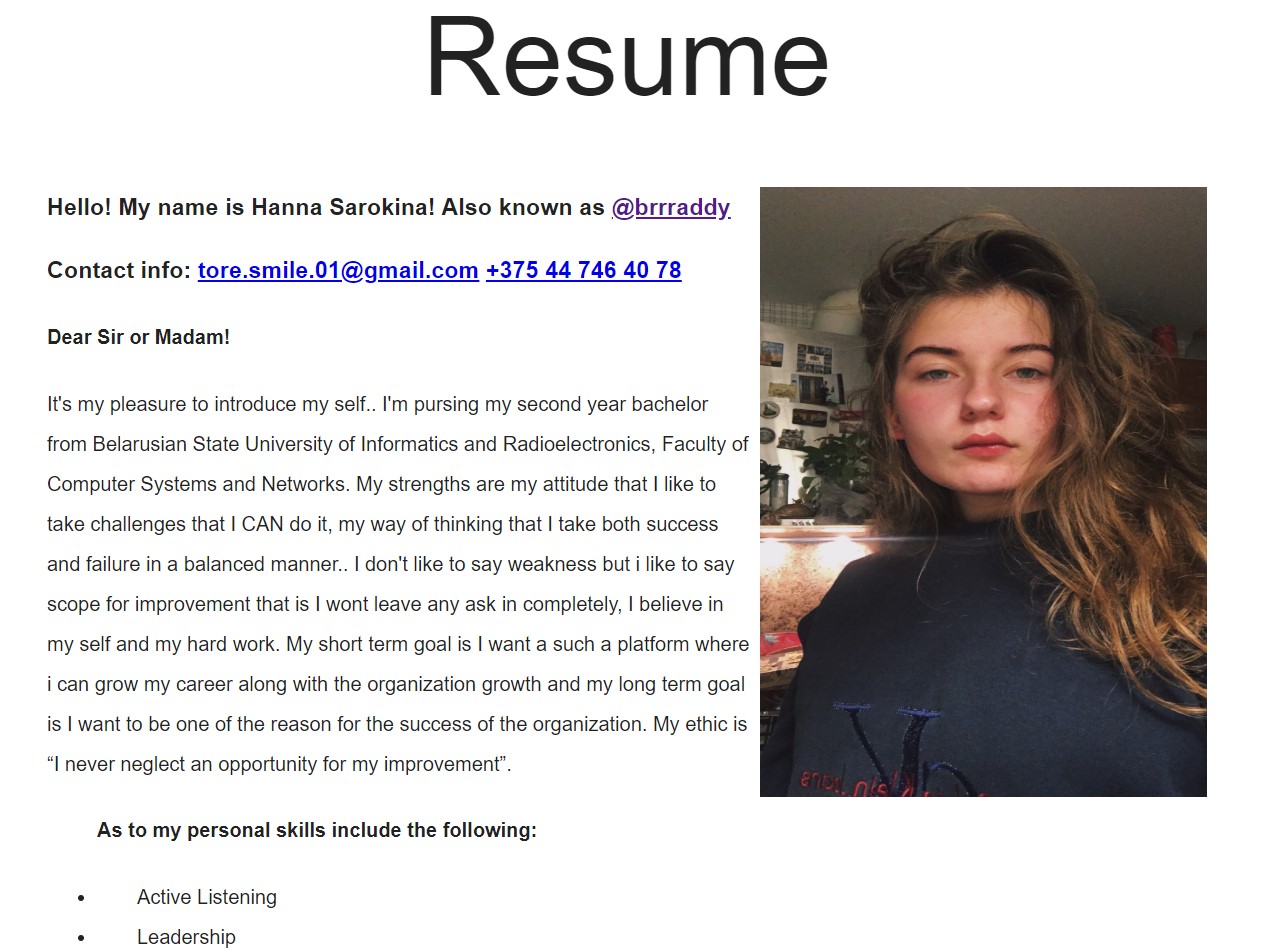 Resume
Hello! My name is Hanna Sarokina! Also known as @brrraddy
Contact info: tore.smile.01@gmail.com +375 44 746 40 78
Dear Sir or Madam!
It's my pleasure to introduce my self.. I'm pursing my second year bachelor
from Belarusian State University of Informatics and Radioelectronics, Faculty of
Computer Systems and Networks. My strengths are my attitude that I like to
take challenges that I CAN do it, my way of thinking that I take both success
and failure in a balanced manner.. I don't like to say weakness but i like to say
scope for improvement that is I wont leave any ask in completely, I believe in
my self and my hard work. My short term goal is I want a such a platform where
i can grow my career along with the organization growth and my long term goal
is I want to be one of the reason for the success of the organization. My ethic is
“I never neglect an opportunity for my improvement”.
As to my personal skills include the following:
• Active Listening
• Leadership